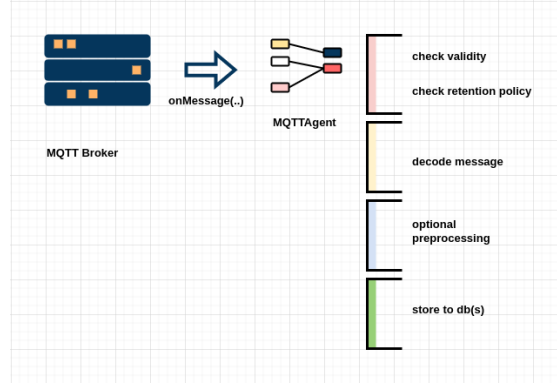 MQTT Broker
onMessage(..)
MQTTAgent
check validity
check retention policy
decode message
optional
preprocessing
store to db(s)